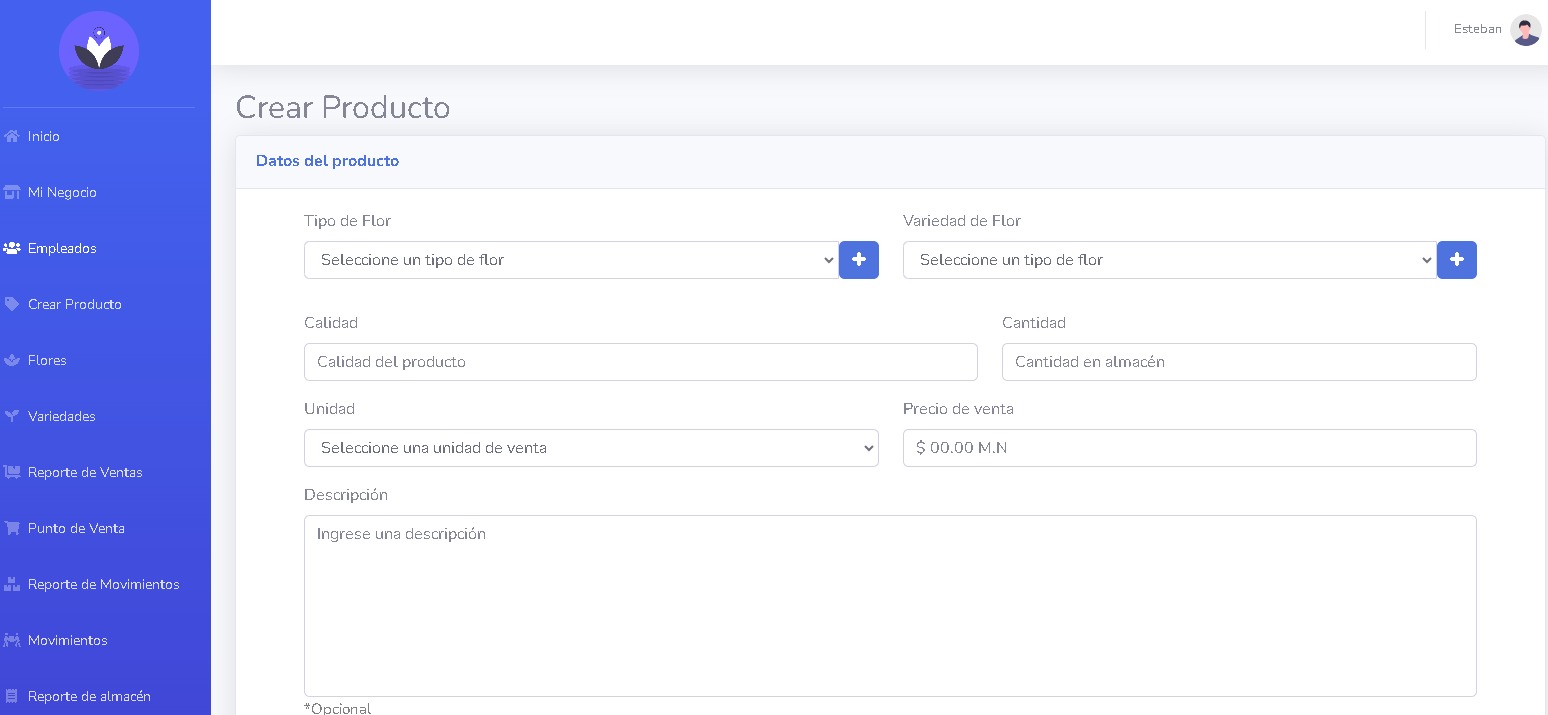 Esteban
Inicio
Mi Negocio
Empleados
Crear Producto
Flores
Variedades
Reporte de Ventas
Punto de Venta
Reporte de Movimientos
Movimientos
Reporte de almacén
Crear Producto
Datos del producto
Tipo de Flor
Variedad de Flor
Seleccione un tipo de flor
Seleccione un tipo de flor
Calidad
Cantidad
Calidad del producto
Cantidad en almacén
Unidad
Precio de venta
Seleccione una unidad de venta
$ 00.00 M.N
Descripción
Ingrese una descripción
*Opcional